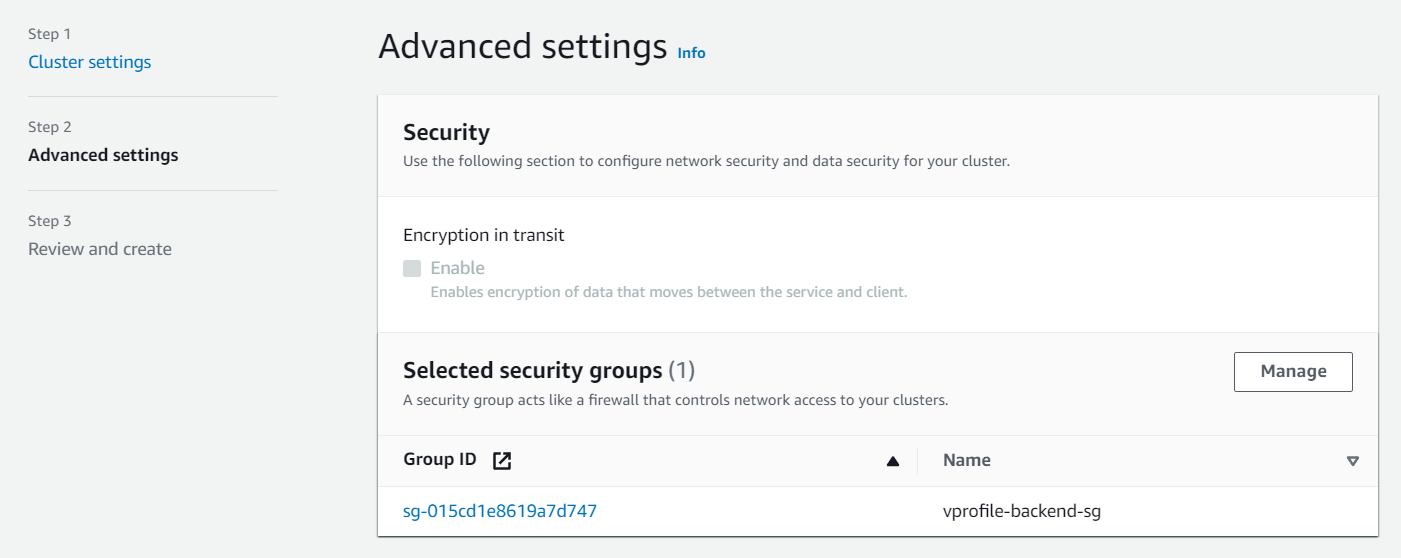 Step 1
Cluster settings
Step 2
Advanced settings
Step 3
Review and create
Advanced settings Info
Security
Use the following section to configure network security and data security for your cluster.
Encryption in transit
Enable
Enables encryption of data that moves between the service and client.
Selected security groups (1)
Manage
A security group acts like a firewall that controls network access to your clusters.
Group ID Name
sg-015cd1e8619a7d747 vprofile-backend-sg